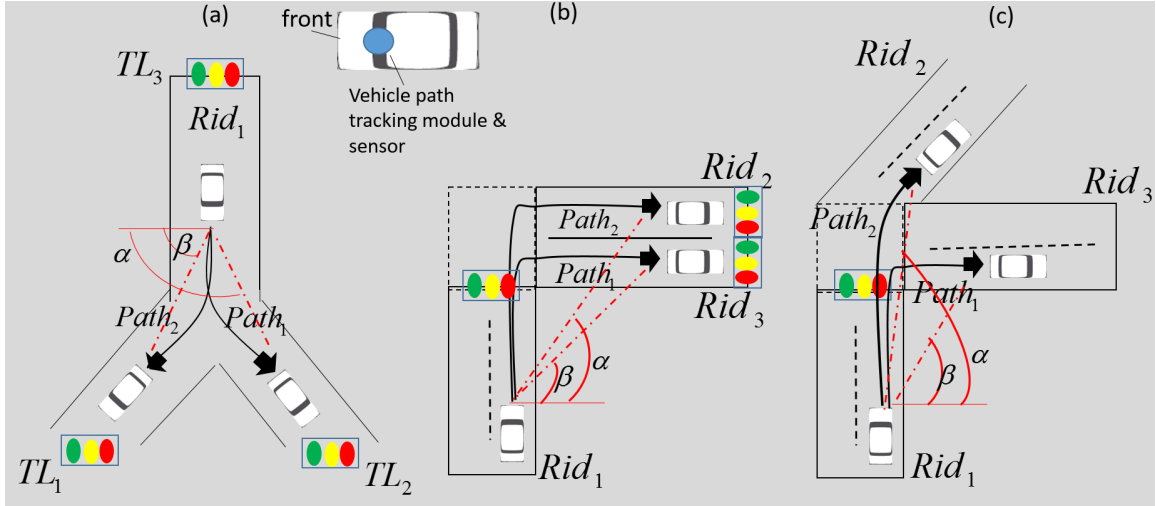 (a)
front
Vehicle path
tracking module &
sensor
TL3
Rid1
α
β
Path2
Path1
TL1
TL2
(b)
Rid2
Path2
Path1
Rid3
α
β
Rid1
(c)
Rid2
Rid3
Path2
Path1
α
β
Rid1